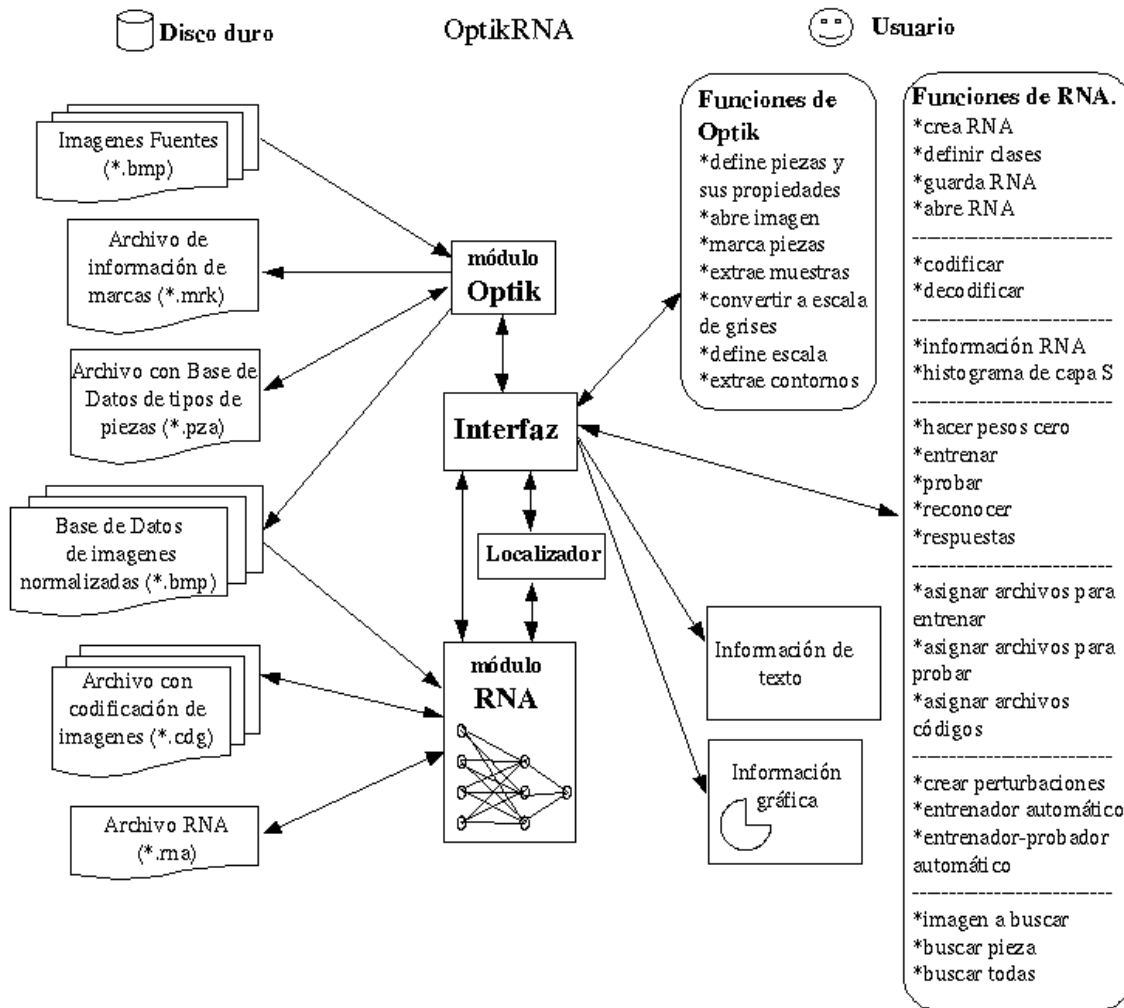 Disco duro
OptikRNA
Usuario
Imagenes Fuentes
(*.bmp)
Archivo de
información de
marcas (*.mrk)
Archivo con Base de
Datos de tipos de
piezas (*.pza)
Base de Datos
de imagenes
normalizadas (*.bmp)
Archivo con
codificación de
imagenes (*.cdg)
Archivo RNA
(*.rna)
módulo
Optik
Interfaz
Localizador
módulo
RNA
Funciones de
Optik
*define piezas y
sus propiedades
*abre imagen
*marca piezas
*extrae muestras
*convertir a escala
de grises
*define escala
*extrae contornos
Información de
texto
Información
gráfica
Funciones de RNA.
*crea RNA
*definir clases
*guarda RNA
*abre RNA
----------------------------
*codificar
*decodificar
----------------------------
*información RNA
*histograma de capa S
----------------------------
*hacer pesos cero
*entrenar
*probar
*reconocer
*respuestas
----------------------------
*asignar archivos para
entrenar
*asignar archivos para
probar
*asignar archivos
códigos
----------------------------
*crear perturbaciones
*entrenador automático
*entrenador-probador
automático
----------------------------
*imagen a buscar
*buscar pieza
*buscar todas